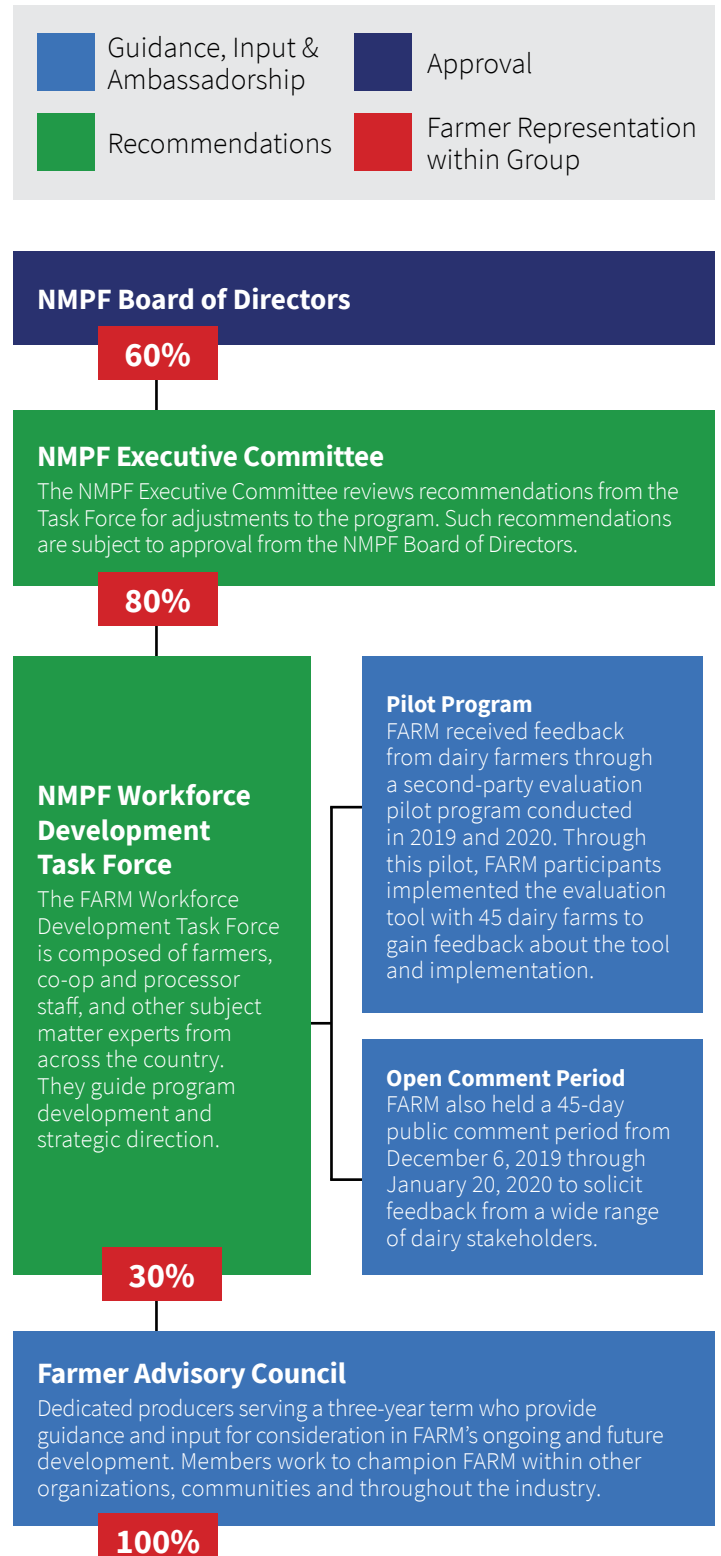 Guidance, Input &
Ambassadorship
Approval
Recommendations
Farmer Representation
within Group
NMPF Board of Directors
60%
NMPF Executive Committee
The NMPF Executive Committee reviews recommendations from the
Task Force for adjustments to the program. Such recommendations
are subject to approval from the NMPF Board of Directors.
80%
NMPF Workforce
Development
Task Force
The FARM Workforce
Development Task Force
is composed of farmers,
co-op and processor
staff, and other subject
matter experts from
across the country.
They guide program
development and
strategic direction.
30%
Pilot Program
FARM received feedback
from dairy farmers through
a second-party evaluation
pilot program conducted
in 2019 and 2020. Through
this pilot, FARM participants
implemented the evaluation
tool with 45 dairy farms to
gain feedback about the tool
and implementation.
Open Comment Period
FARM also held a 45-day
public comment period from
December 6, 2019 through
January 20, 2020 to solicit
feedback from a wide range
of dairy stakeholders.
Farmer Advisory Council
Dedicated producers serving a three-year term who provide
guidance and input for consideration in FARM’s ongoing and future
development. Members work to champion FARM within other
organizations, communities and throughout the industry.
100%